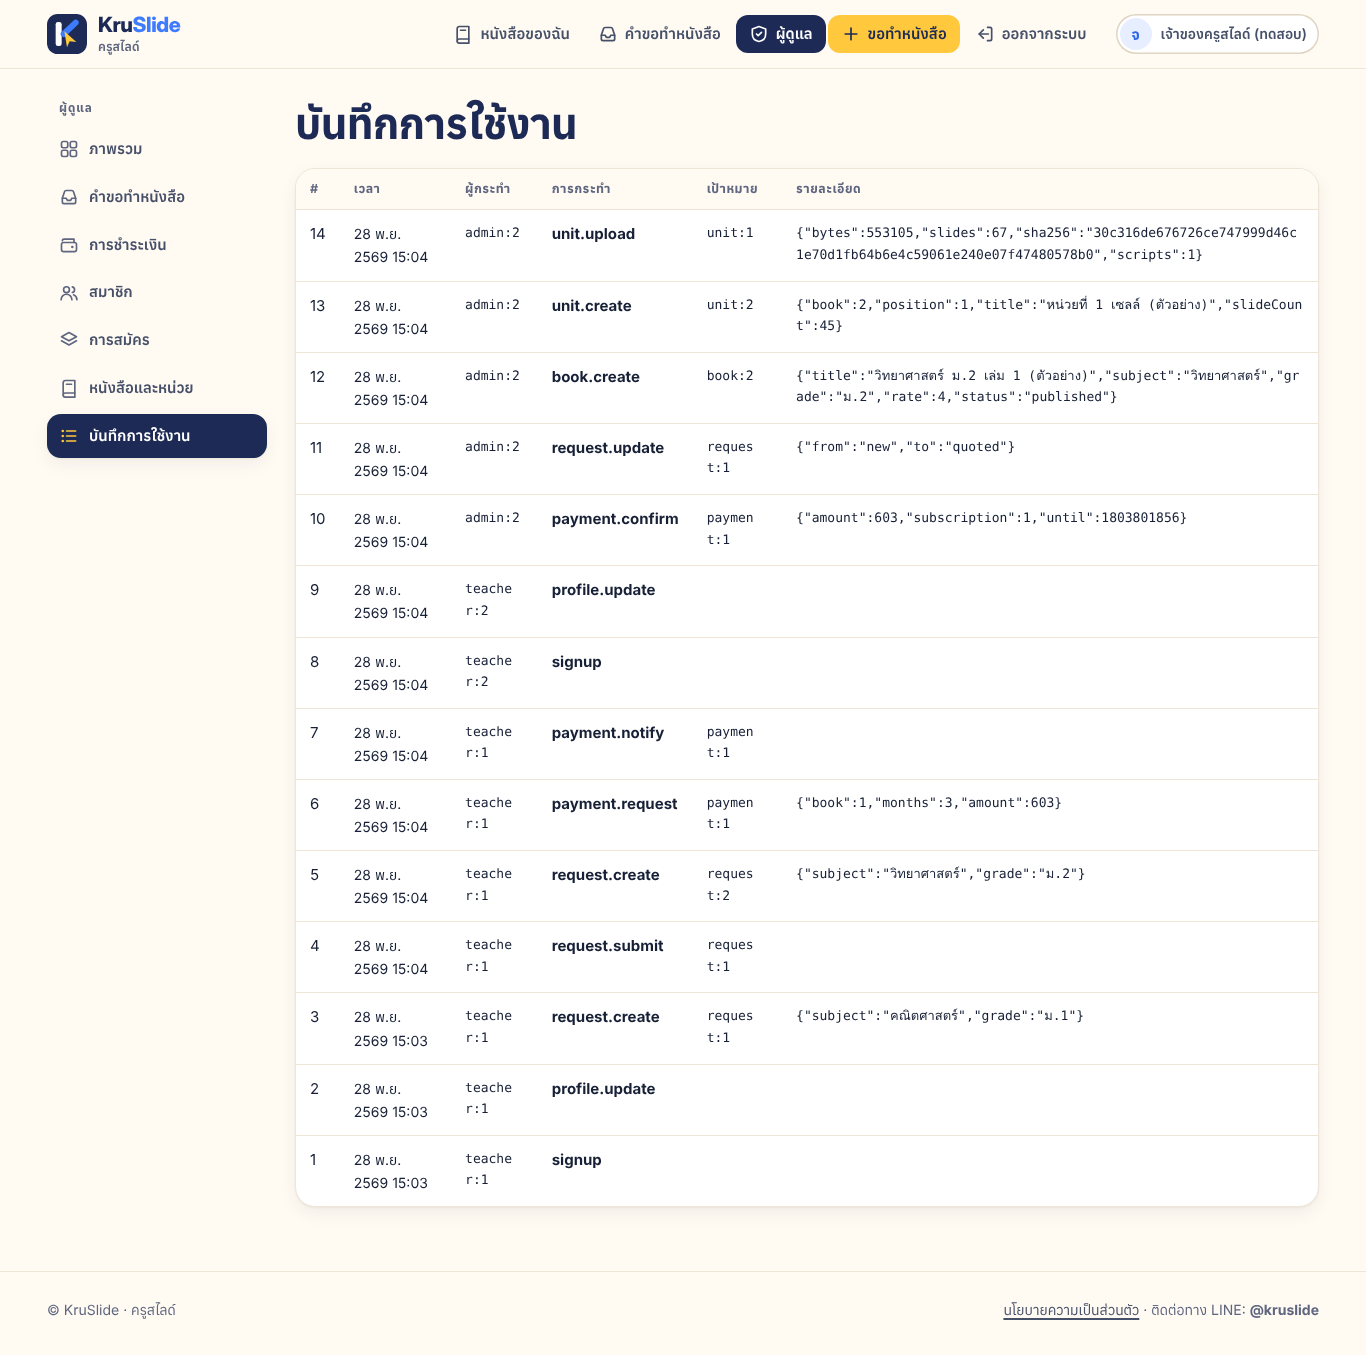 KruSlide
ครูสไลด์
หนังสือของฉัน
คำขอทำหนังสือ
ผู้ดูแล
ขอทำหนังสือ
ออกจากระบบ
จ
เจ้าของครูสไลด์ (ทดสอบ)
ผู้ดูแล
ภาพรวม
คำขอทำหนังสือ
การชำระเงิน
สมาชิก
การสมัคร
หนังสือและหน่วย
บันทึกการใช้งาน
บันทึกการใช้งาน
# เวลา ผู้กระทำ การกระทำ เป้าหมาย รายละเอียด
14 28 พ.ย. admin:2 unit.upload unit:1 {"bytes":553105,"slides":67,"sha256":"30c316de676726ce747999d46c
2569 15:04 1e70d1fb64b6e4c59061e240e07f47480578b0","scripts":1}
13 28 พ.ย. admin:2 unit.create unit:2 {"book":2,"position":1,"title":"หน่วยที่ 1 เซลล์ (ตัวอย่าง)","slideCoun
2569 15:04 t":45}
12 28 พ.ย. admin:2 book.create book:2 {"title":"วิทยาศาสตร์ ม.2 เล่ม 1 (ตัวอย่าง)","subject":"วิทยาศาสตร์","gr
2569 15:04 ade":"ม.2","rate":4,"status":"published"}
11 28 พ.ย. admin:2 request.update reques {"from":"new","to":"quoted"}
2569 15:04 t:1
10 28 พ.ย. admin:2 payment.confirm paymen {"amount":603,"subscription":1,"until":1803801856}
2569 15:04 t:1
9 28 พ.ย. teache profile.update
2569 15:04 r:2
8 28 พ.ย. teache signup
2569 15:04 r:2
7 28 พ.ย. teache payment.notify paymen
2569 15:04 r:1 t:1
6 28 พ.ย. teache payment.request paymen {"book":1,"months":3,"amount":603}
2569 15:04 r:1 t:1
5 28 พ.ย. teache request.create reques {"subject":"วิทยาศาสตร์","grade":"ม.2"}
2569 15:04 r:1 t:2
4 28 พ.ย. teache request.submit reques
2569 15:04 r:1 t:1
3 28 พ.ย. teache request.create reques {"subject":"คณิตศาสตร์","grade":"ม.1"}
2569 15:03 r:1 t:1
2 28 พ.ย. teache profile.update
2569 15:03 r:1
1 28 พ.ย. teache signup
2569 15:03 r:1
© KruSlide · ครูสไลด์
นโยบายความเป็นส่วนตัว · ติดต่อทาง LINE: @kruslide